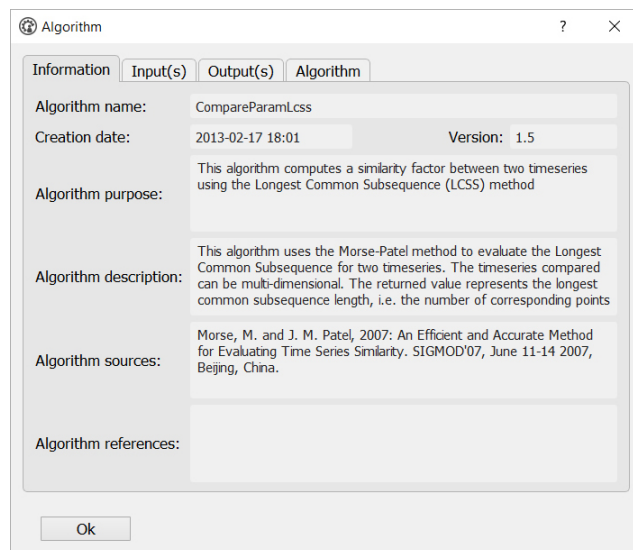 Algorithm
?
Information Input(s) Output(s) Algorithm
Algorithm name: CompareParamLcss
Creation date: 2013-02-17 18:01 Version: 1.5
Algorithm purpose:
This algorithm computes a similarity factor between two timeseries
using the Longest Common Subsequence (LCSS) method
Algorithm description:
This algorithm uses the Morse-Patel method to evaluate the Longest
Common Subsequence for two timeseries. The timeseries compared
can be multi-dimensional. The returned value represents the longest
common subsequence length, i.e. the number of corresponding points
Algorithm sources:
Morse, M. and J. M. Patel, 2007: An Efficient and Accurate Method
for Evaluating Time Series Similarity. SIGMOD'07, June 11-14 2007,
Beijing, China.
Algorithm references:
Ok